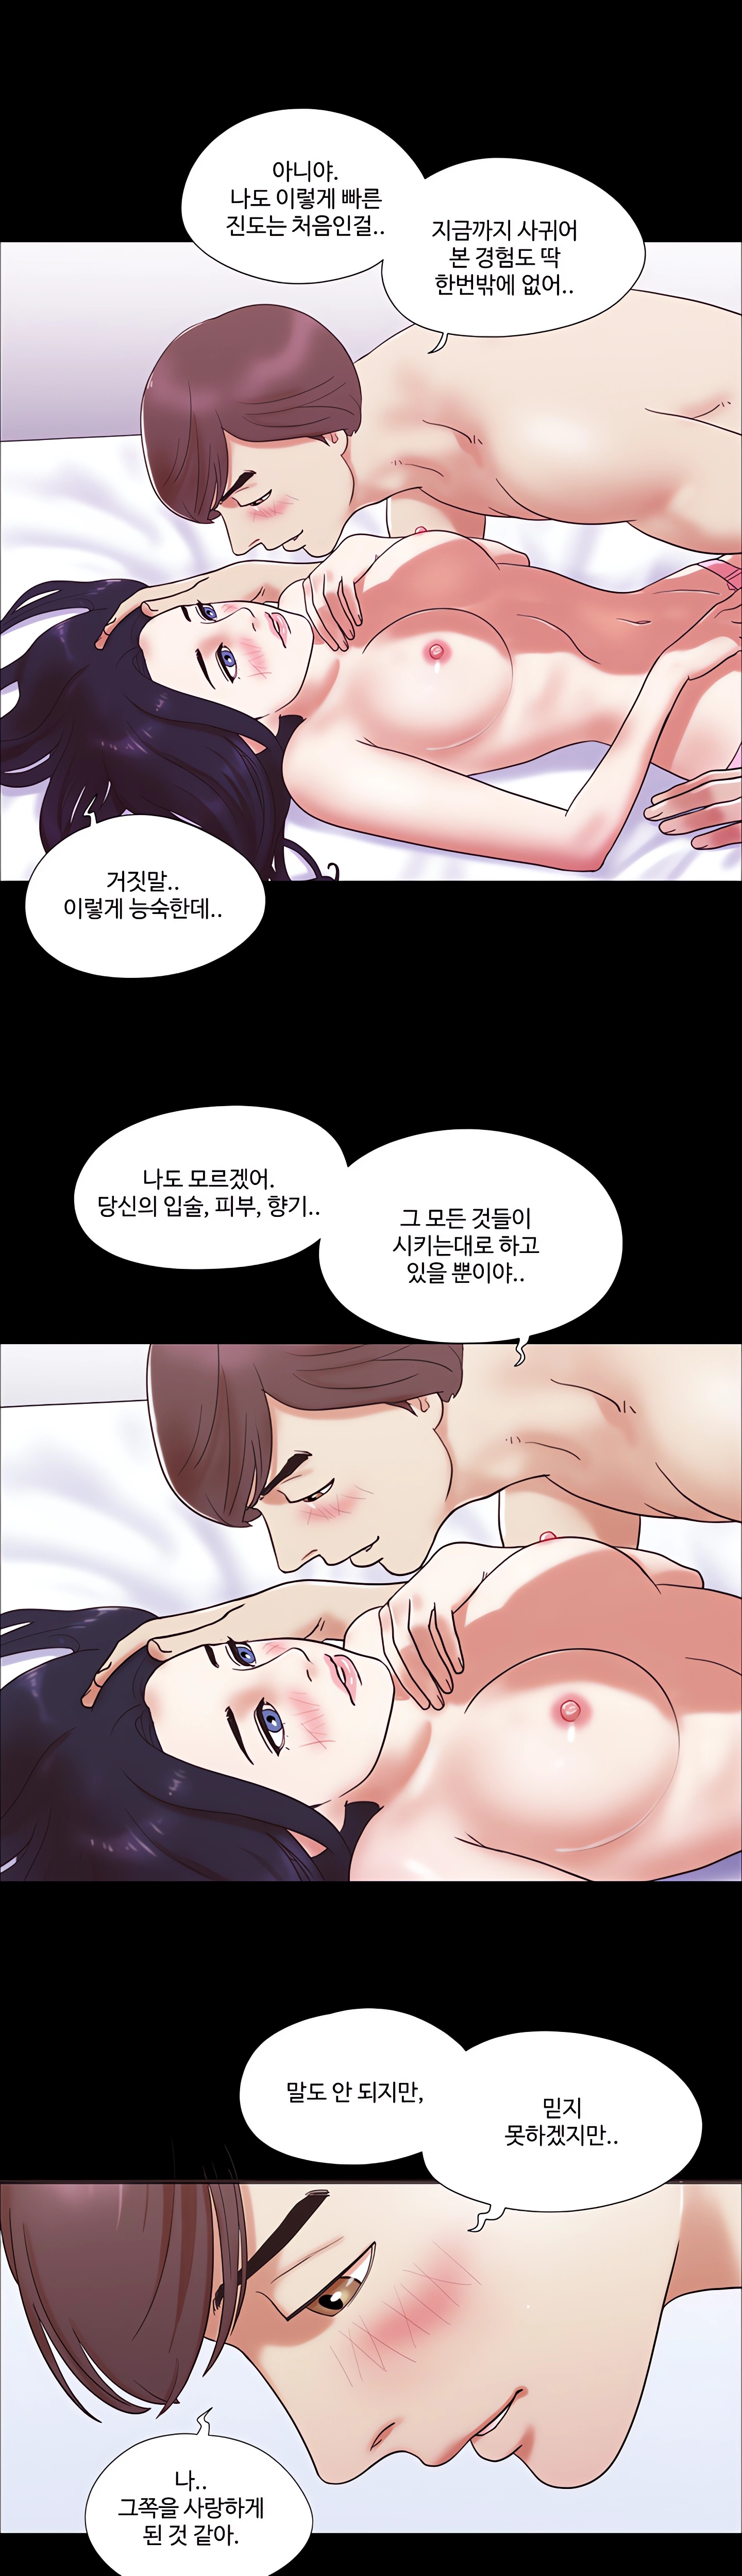 아니야.
나도 이렇게 빠른
진도는 처음인걸..
지금까지 사귀어
본 경험도 딱
한번밖에 없어..
거짓말..
이렇게 능숙한데..
나도 모르겠어.
당신의 입술, 피부, 향기..
그 모든 것들이
시키는대로 하고
있을 뿐이야..
말도 안 되지만,
믿지
못하겠지만..
나..
그쪽을 사랑하게
된 것 같아.